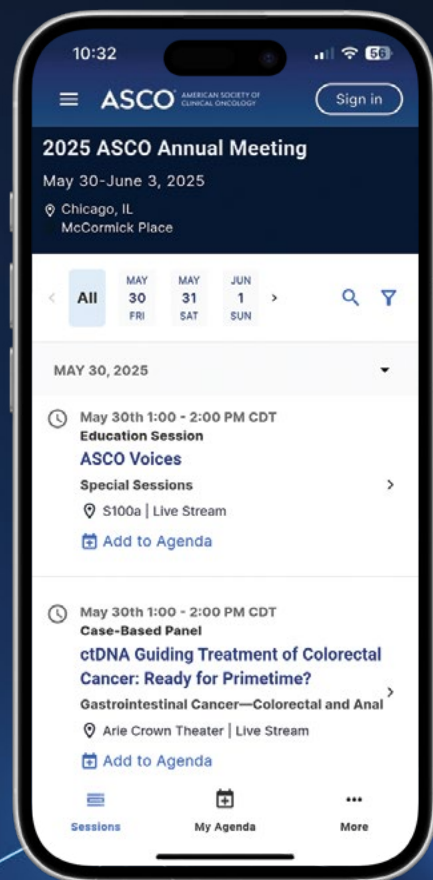 10:32
56
ASCO
AMERICAN SOCIETY OF
CLINICAL ONCOLOGY
Sign in
2025 ASCO Annual Meeting
May 30-June 3, 2025
Chicago, IL
McCormick Place
All
MAY
30
FRI
MAY
31
SAT
JUN
1
SUN
MAY 30, 2025
May 30th 1:00 - 2:00 PM CDT
Education Session
ASCO Voices
Special Sessions
S100a | Live Stream
Add to Agenda
May 30th 1:00 - 2:00 PM CDT
Case-Based Panel
ctDNA Guiding Treatment of Colorectal
Cancer: Ready for Primetime?
Gastrointestinal Cancer—Colorectal and Anal
Arie Crown Theater | Live Stream
Add to Agenda
Sessions
My Agenda
More